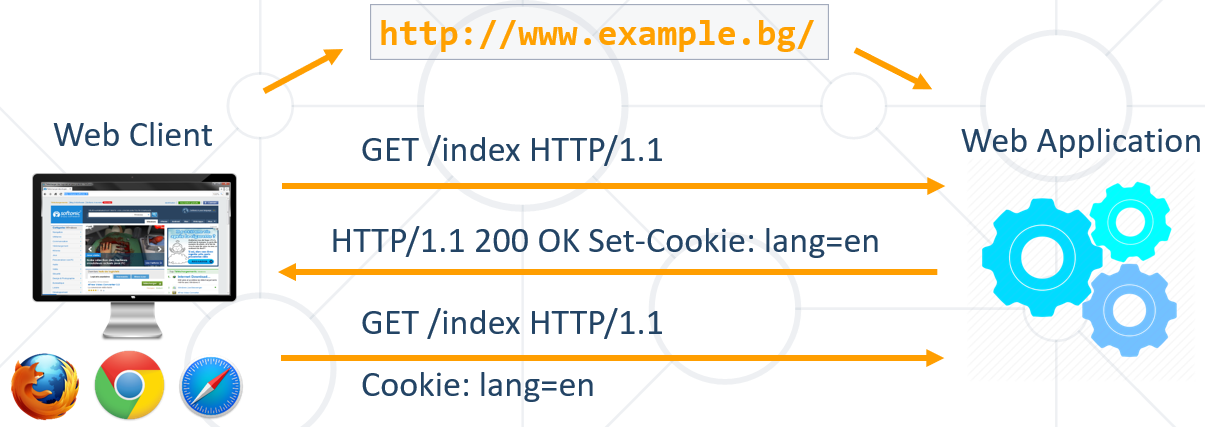 http://www.example.bg/
Web Client
Web Application
GET /index HTTP/1.1
HTTP/1.1 200 OK Set-Cookie: lang=en
GET /index HTTP/1.1
Cookie: lang=en
softonic